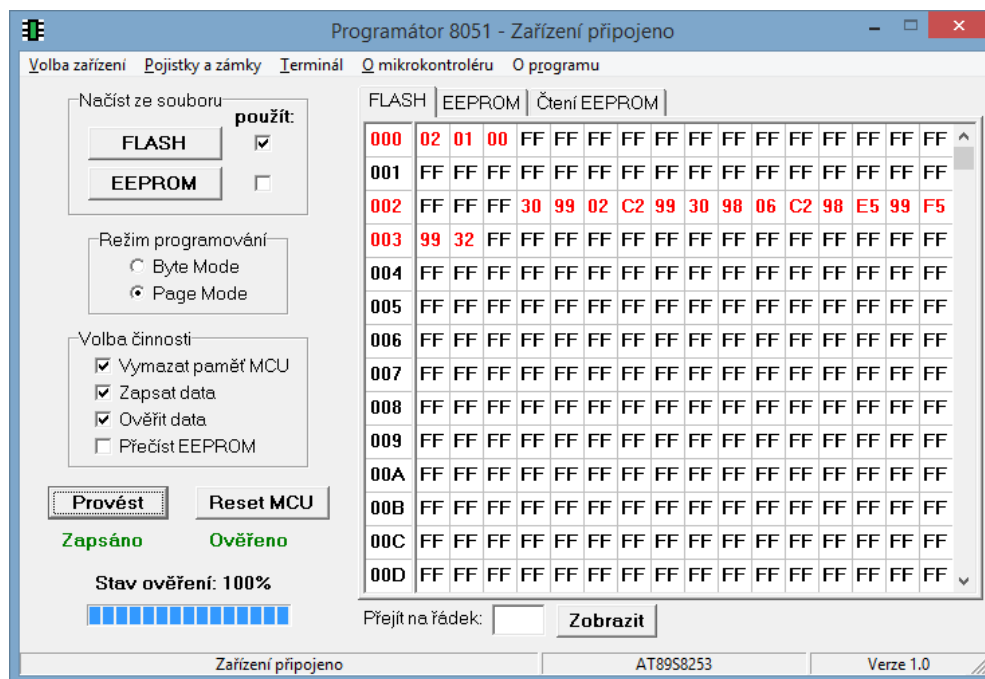 Programátor 8051 - Zařízení připojeno
Volba zařízení Pojistky a zámky Terminál O mikrokontroléru O programu
Načíst ze souboru
použít:
FLASH
EEPROM
Režim programování
Byte Mode
Page Mode
Volba činnosti
Vymazat paměť MCU
Zapsat data
Ověřit data
Přečíst EEPROM
Provést Reset MCU
Zapsáno Ověřeno
Stav ověření: 100%
FLASH EEPROM Čtení EEPROM
000 02 01 00 FF FF FF FF FF FF FF FF FF FF FF FF FF
001 FF FF FF FF FF FF FF FF FF FF FF FF FF FF FF FF
002 FF FF FF 30 99 02 C2 99 30 98 06 C2 98 E5 99 F5
003 99 32 FF FF FF FF FF FF FF FF FF FF FF FF FF FF
004 FF FF FF FF FF FF FF FF FF FF FF FF FF FF FF FF
005 FF FF FF FF FF FF FF FF FF FF FF FF FF FF FF FF
006 FF FF FF FF FF FF FF FF FF FF FF FF FF FF FF FF
007 FF FF FF FF FF FF FF FF FF FF FF FF FF FF FF FF
008 FF FF FF FF FF FF FF FF FF FF FF FF FF FF FF FF
009 FF FF FF FF FF FF FF FF FF FF FF FF FF FF FF FF
00A FF FF FF FF FF FF FF FF FF FF FF FF FF FF FF FF
00B FF FF FF FF FF FF FF FF FF FF FF FF FF FF FF FF
00C FF FF FF FF FF FF FF FF FF FF FF FF FF FF FF FF
00D FF FF FF FF FF FF FF FF FF FF FF FF FF FF FF FF
Přejít na řádek: Zobrazit
Zařízení připojeno AT89S8253 Verze 1.0